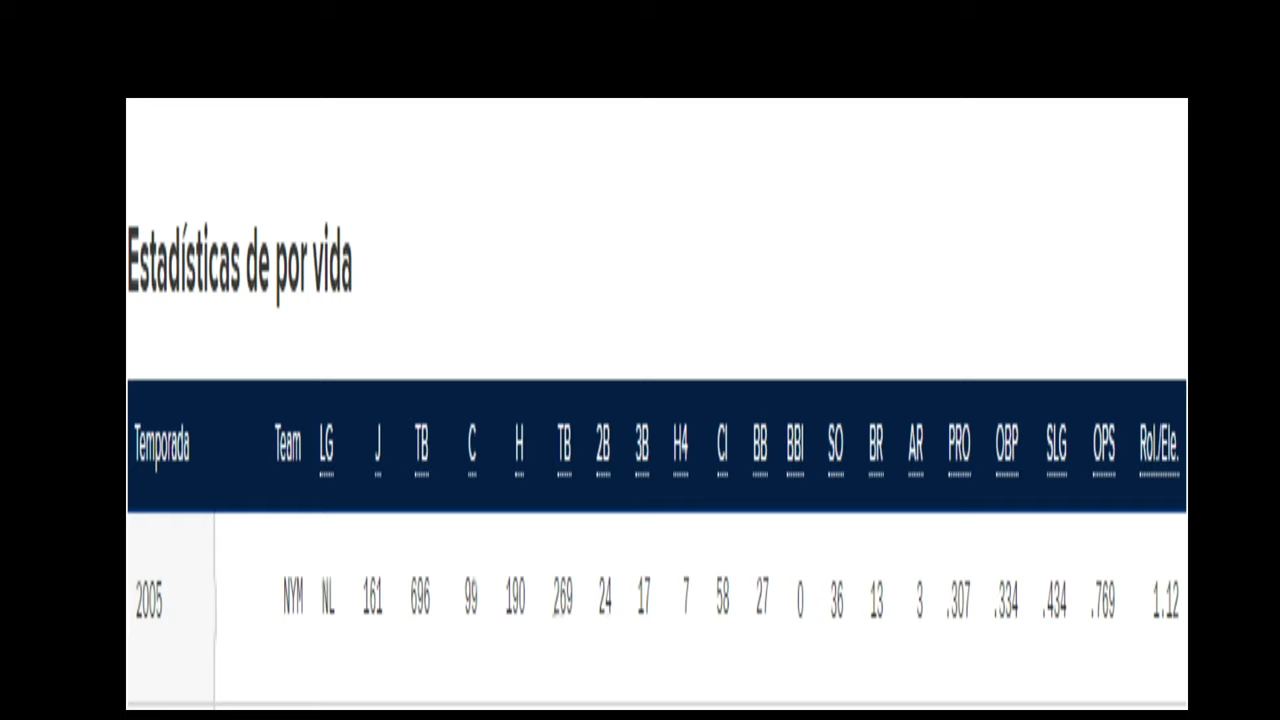 Estadísticas de por vida
Temporada Team LG J TB C H TB 2B 3B H4 CI BB BBI SO BR AR PRO OBP SLG OPS Rol./Ele.
2005 NYM NL 161 696 99 190 269 24 17 7 58 27 0 36 13 3 .307 .334 .434 .769 1.12